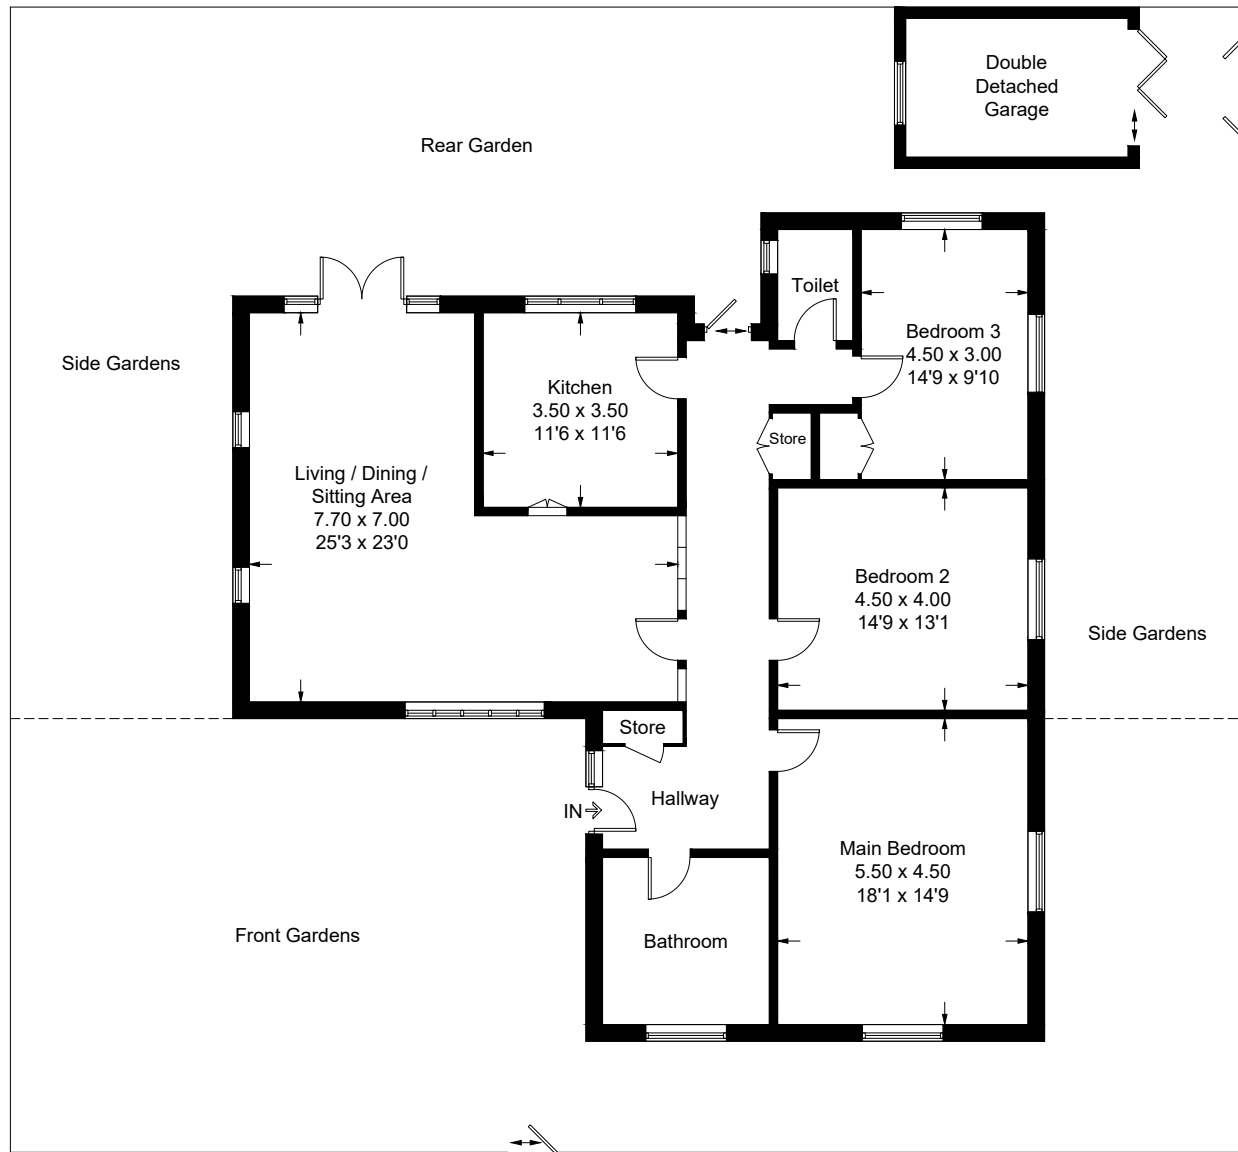 Double
Detached
Garage
Rear Garden
Toilet
Bedroom 3
4.50 x 3.00
14'9 x 9'10
Side Gardens
Kitchen
3.50 x 3.50
11'6 x 11'6
Store
Living / Dining /
Sitting Area
7.70 x 7.00
25'3 x 23'0
Bedroom 2
4.50 x 4.00
14'9 x 13'1
Side Gardens
Store
Hallway
IN
Main Bedroom
5.50 x 4.50
18'1 x 14'9
Front Gardens
Bathroom